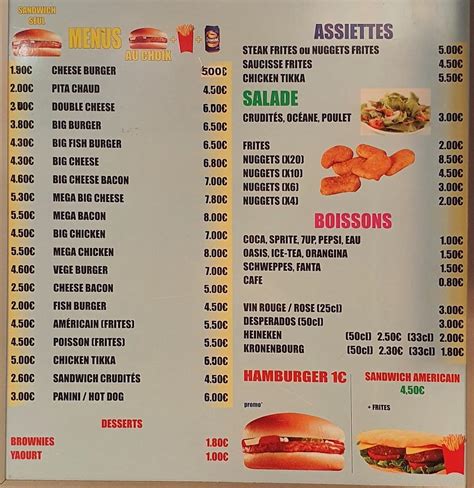 SANDWICH
SEUL
MENUS
AU CHOIX
+
+
1.80€ CHEESE BURGER 5.00€
2.00€ PITA CHAUD 4.50€
3.00€ DOUBLE CHEESE 6.00€
3.80€ BIG BURGER 6.50€
4.30€ BIG FISH BURGER 6.50€
4.30€ BIG CHEESE 6.80€
4.60€ BIG CHEESE BACON 7.00€
5.30€ MEGA BIG CHEESE 7.80€
5.50€ MEGA BACON 8.00€
4.50€ BIG CHICKEN 7.00€
5.50€ MEGA CHICKEN 8.00€
4.60€ VEGE BURGER 7.00€
2.50€ CHEESE BACON 5.00€
2.00€ FISH BURGER 4.50€
4.50€ AMÉRICAIN (FRITES) 5.50€
4.50€ POISSON (FRITES) 5.50€
5.00€ CHICKEN TIKKA 6.50€
2.60€ SANDWICH CRUDITÉS 4.50€
3.00€ PANINI / HOT DOG 6.00€
DESSERTS
BROWNIES 1.80€
YAOURT 1.00€
ASSIETTES
STEAK FRITES ou NUGGETS FRITES 5.00€
SAUCISSE FRITES 4.50€
CHICKEN TIKKA 5.50€
SALADE
CRUDITÉS, OCÉANE, POULET 3.00€
FRITES 2.00€
NUGGETS (X20) 8.50€
NUGGETS (X10) 4.50€
NUGGETS (X6) 3.00€
NUGGETS (X4) 2.00€
BOISSONS
COCA, SPRITE, 7UP, PEPSI, EAU 1.00€
OASIS, ICE-TEA, ORANGINA 1.50€
SCHWEPPES, FANTA 1.50€
CAFE 0.80€
VIN ROUGE / ROSE (25cl) 3.00€
DESPERADOS (50cl) 3.00€
HEINEKEN (50cl) 2.50€ (33cl) 2.00€
KRONENBOURG (50cl) 2.30€ (33cl) 1.80€
HAMBURGER 1€
promo*
SANDWICH AMERICAIN
4.50€
+ FRITES